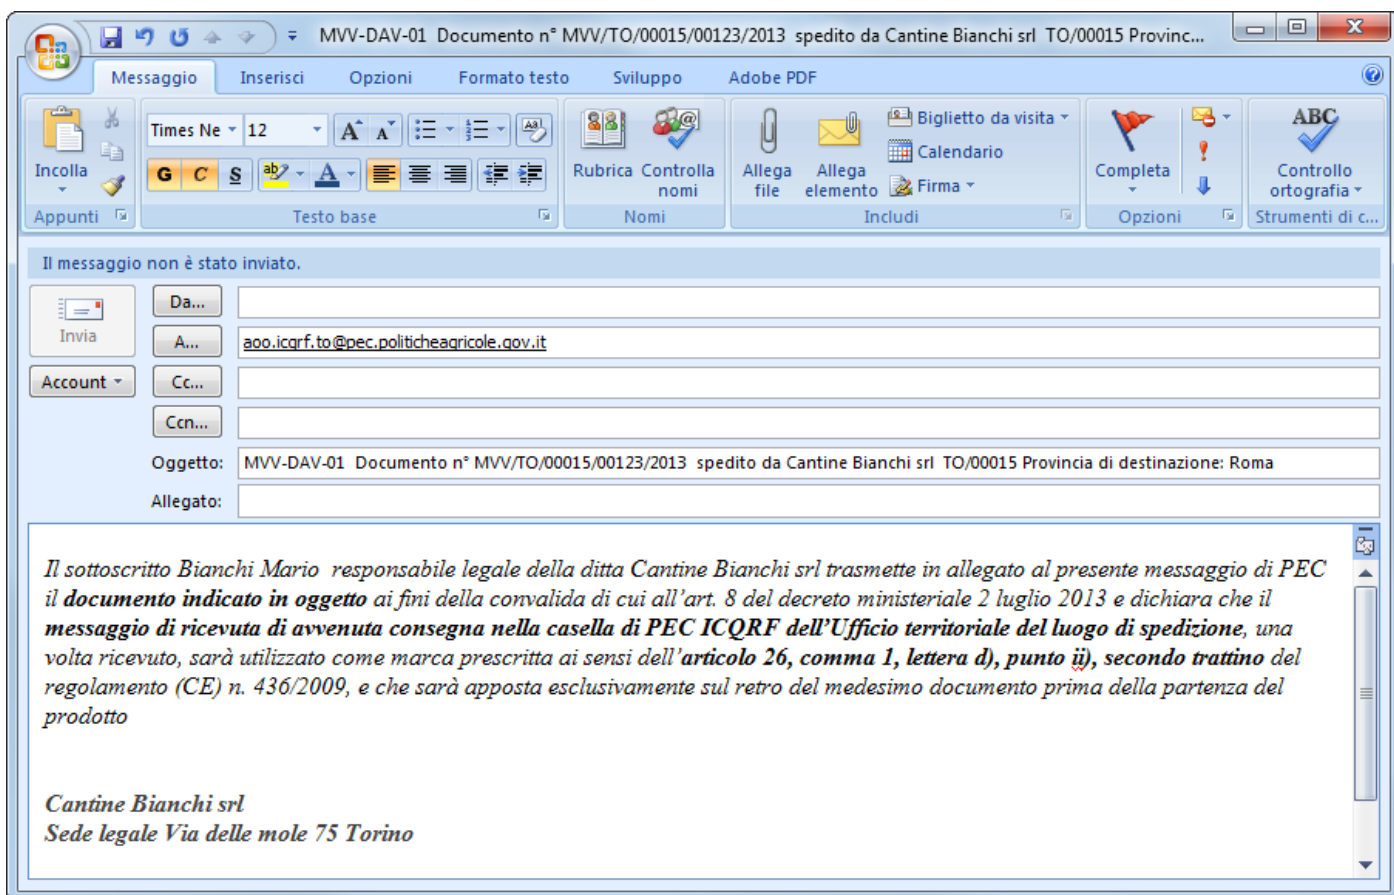 MVV-DAV-01 Documento n° MVV/TO/00015/00123/2013 spedito da Cantine Bianchi srl TO/00015 Provinc...
Messaggio Inserisci Opzioni Formato testo Sviluppo Adobe PDF
Incolla
Appunti
Times Ne 12
G C S
Testo base
Rubrica Controlla nomi
Nomi
Allega file
Allega elemento
Biglietto da visita
Calendario
Firma
Includi
Completa
Opzioni
ABC
Controllo ortografia
Strumenti di c...
Il messaggio non è stato inviato.
Invia
Account
Da...
A... aoo.icqrf.to@pec.politicheagricole.gov.it
Cc...
Ccn...
Oggetto: MVV-DAV-01 Documento n° MVV/TO/00015/00123/2013 spedito da Cantine Bianchi srl TO/00015 Provincia di destinazione: Roma
Allegato:
Il sottoscritto Bianchi Mario responsabile legale della ditta Cantine Bianchi srl trasmette in allegato al presente messaggio di PEC
il documento indicato in oggetto ai fini della convalida di cui all'art. 8 del decreto ministeriale 2 luglio 2013 e dichiara che il
messaggio di ricevuta di avvenuta consegna nella casella di PEC ICQRF dell'Ufficio territoriale del luogo di spedizione, una
volta ricevuto, sarà utilizzato come marca prescritta ai sensi dell'articolo 26, comma 1, lettera d), punto ii), secondo trattino del
regolamento (CE) n. 436/2009, e che sarà apposta esclusivamente sul retro del medesimo documento prima della partenza del
prodotto
Cantine Bianchi srl
Sede legale Via delle mole 75 Torino